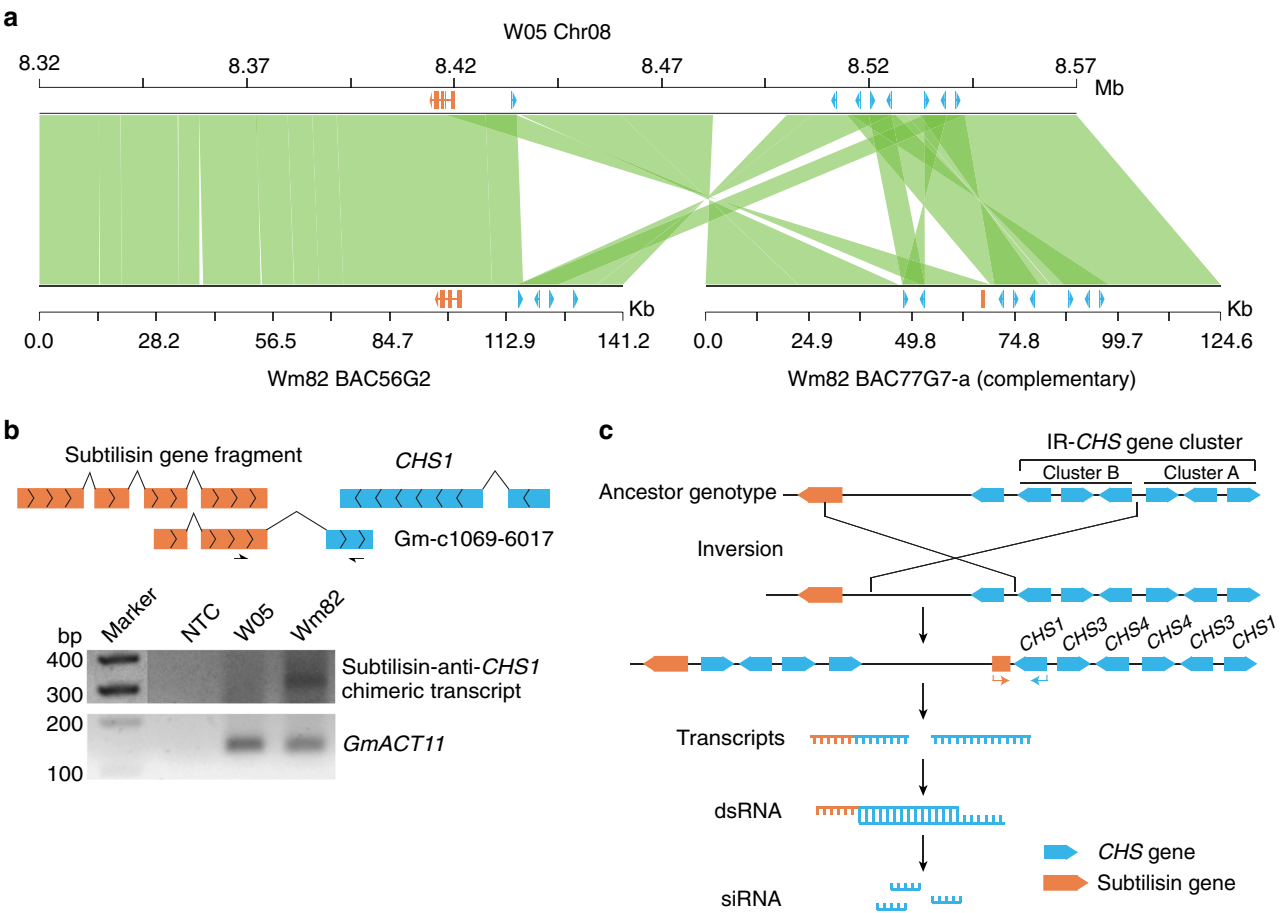 a
W05 Chr08
8.32 8.37 8.42 8.47 8.52 8.57
Mb
Kb Kb
0.0 28.2 56.5 84.7 112.9 141.2 0.0 24.9 49.8 74.8 99.7 124.6
Wm82 BAC56G2 Wm82 BAC77G7-a (complementary)
b
Subtilisin gene fragment CHS1
Gm-c1069-6017
bp Marker NTC W05 Wm82
400
300
Subtilisin-anti-CHS1
chimeric transcript
200
100
GmACT11
c
IR-CHS gene cluster
Cluster B Cluster A
Ancestor genotype
Inversion
CHS1 CHS3 CHS4 CHS4 CHS3 CHS1
Transcripts
dsRNA
siRNA
CHS gene
Subtilisin gene